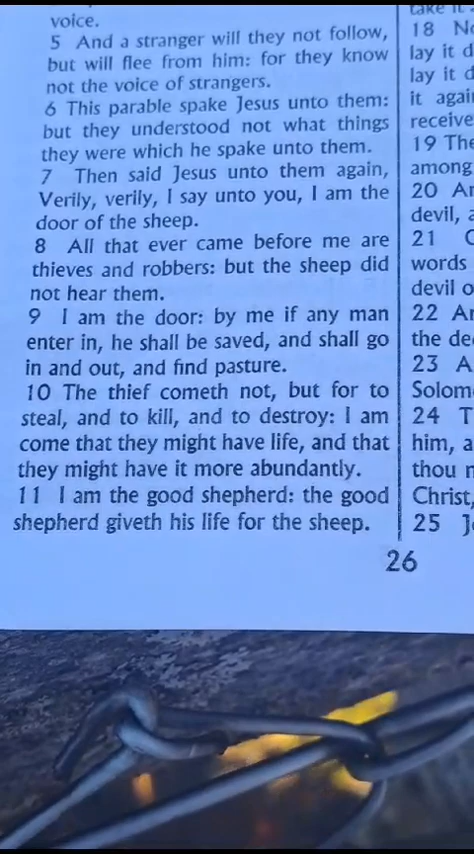 voice.
5 And a stranger will they not follow,
but will flee from him: for they know
not the voice of strangers.
6 This parable spake Jesus unto them:
but they understood not what things
they were which he spake unto them.
7 Then said Jesus unto them again,
Verily, verily, I say unto you, I am the
door of the sheep.
8 All that ever came before me are
thieves and robbers: but the sheep did
not hear them.
9 I am the door: by me if any man
enter in, he shall be saved, and shall go
in and out, and find pasture.
10 The thief cometh not, but for to
steal, and to kill, and to destroy: I am
come that they might have life, and that
they might have it more abundantly.
11 I am the good shepherd: the good
shepherd giveth his life for the sheep.
take it
18
lay it
lay it
it
receive
19
among
20
devil,
21
words
devil
22
the
23
24
him,
thou
Christ,
25
26